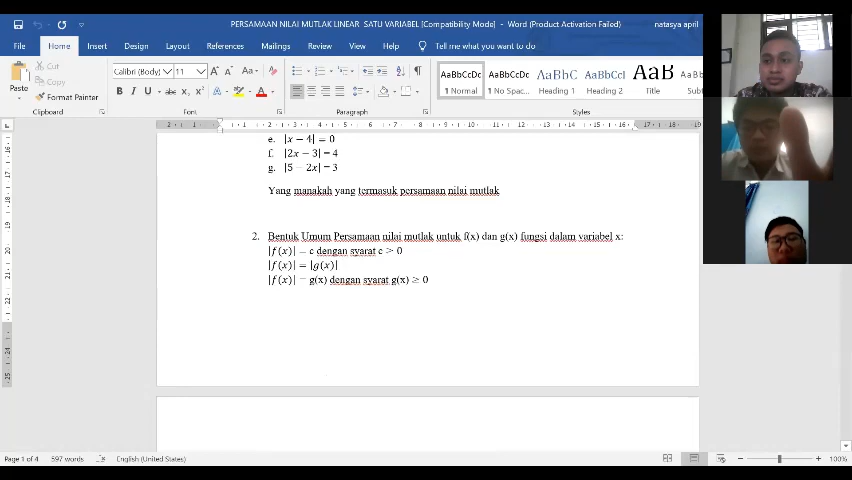 PERSAMAAN NILAI MUTLAK LINEAR SATU VARIABEL [Compatibility Mode] - Word (Product Activation Failed)
natasya april
File Home Insert Design Layout References Mailings Review View Help Tell me what you want to do
Paste
Cut
Copy
Format Painter
Clipboard
Calibri (Body) 11
Font
Paragraph
AaBbCcDc AaBbCcDc AaBbC AaBbCc AaB AaBb
1 Normal 1 No Spac... Heading 1 Heading 2 Title Sub
Styles
e. |x − 4| = 0
f. |2x − 3| = 4
g. |5 − 2x| = 3
Yang manakah yang termasuk persamaan nilai mutlak
2. Bentuk Umum Persamaan nilai mutlak untuk f(x) dan g(x) fungsi dalam variabel x:
|f(x)| = c dengan syarat c > 0
|f(x)| = |g(x)|
|f(x)| = g(x) dengan syarat g(x) ≥ 0
Page 1 of 4 597 words English (United States) 100%